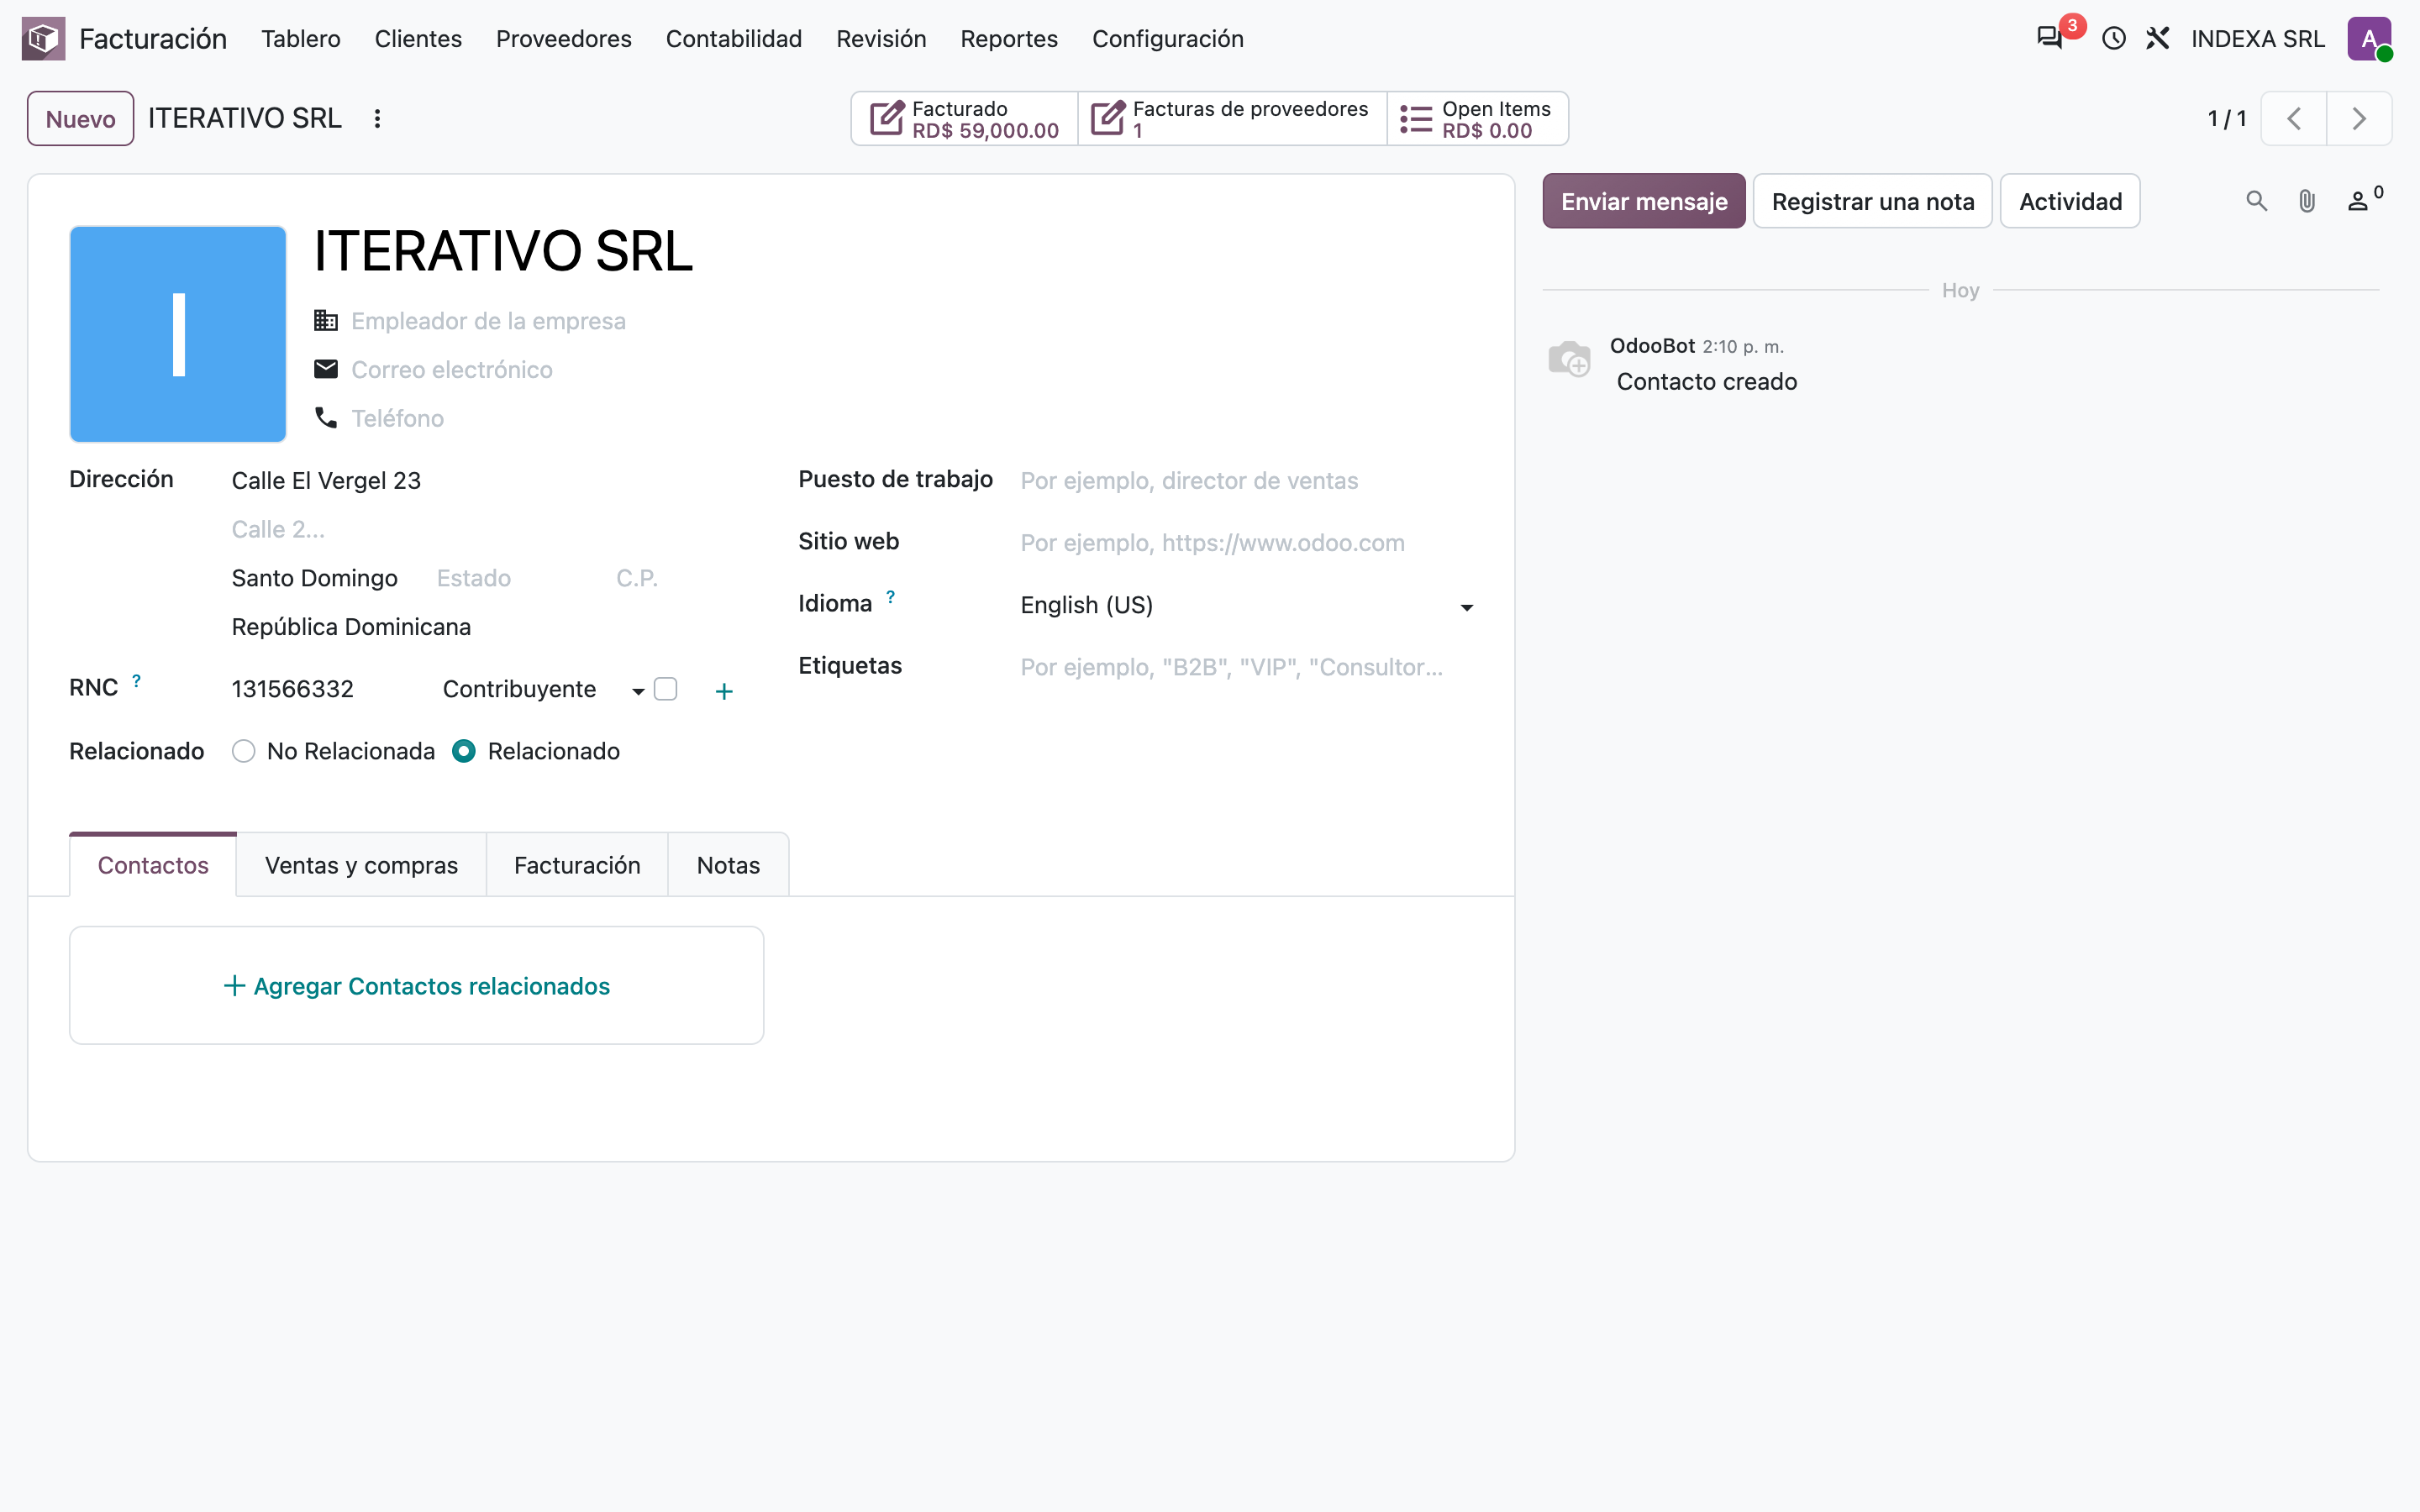 Facturación Tablero Clientes Proveedores Contabilidad Revisión Reportes Configuración 3 INDEXA SRL A
Nuevo ITERATIVO SRL
Facturado
RD$ 59,000.00
Facturas de proveedores
1
Open Items
RD$ 0.00
1 / 1
I
ITERATIVO SRL
Empleador de la empresa
Correo electrónico
Teléfono
Dirección Calle El Vergel 23
Calle 2...
Santo Domingo Estado C.P.
República Dominicana
RNC ? 131566332 Contribuyente
Relacionado No Relacionada Relacionado
Puesto de trabajo Por ejemplo, director de ventas
Sitio web Por ejemplo, https://www.odoo.com
Idioma ? English (US)
Etiquetas Por ejemplo, "B2B", "VIP", "Consultor...
Contactos Ventas y compras Facturación Notas
+ Agregar Contactos relacionados
Enviar mensaje Registrar una nota Actividad 0
Hoy
OdooBot 2:10 p. m.
Contacto creado